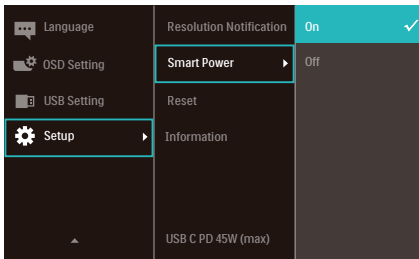 Language
OSD Setting
USB Setting
Setup
Resolution Notification
Smart Power
Reset
Information
USB C PD 45W (max)
On
Off